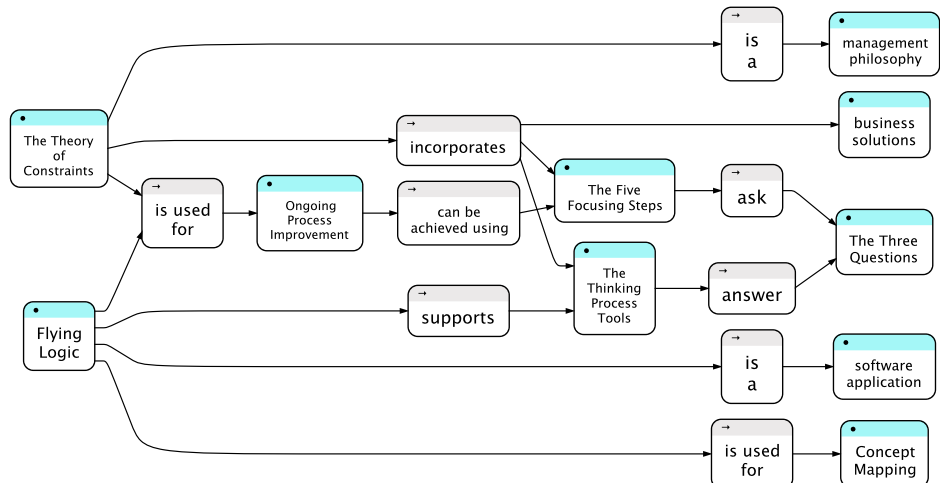 is
a
management
philosophy
business
solutions
The Theory
of
Constraints
incorporates
The Five
Focusing Steps
ask
is used
for
Ongoing
Process
Improvement
can be
achieved using
The Three
Questions
The
Thinking
Process
Tools
answer
Flying
Logic
supports
is
a
software
application
is used
for
Concept
Mapping